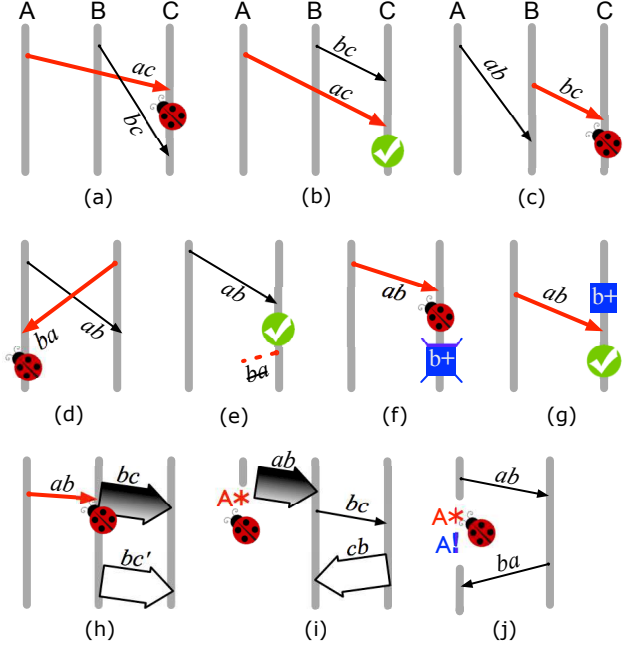 A B C A B C A B C
ac bc
bc ac
ab bc
(a) (b) (c)
ba ab
ab ba
ab b+
ab b+
(d) (e) (f) (g)
ab bc bc'
ab A* bc cb
ab A* A! ba
(h) (i) (j)